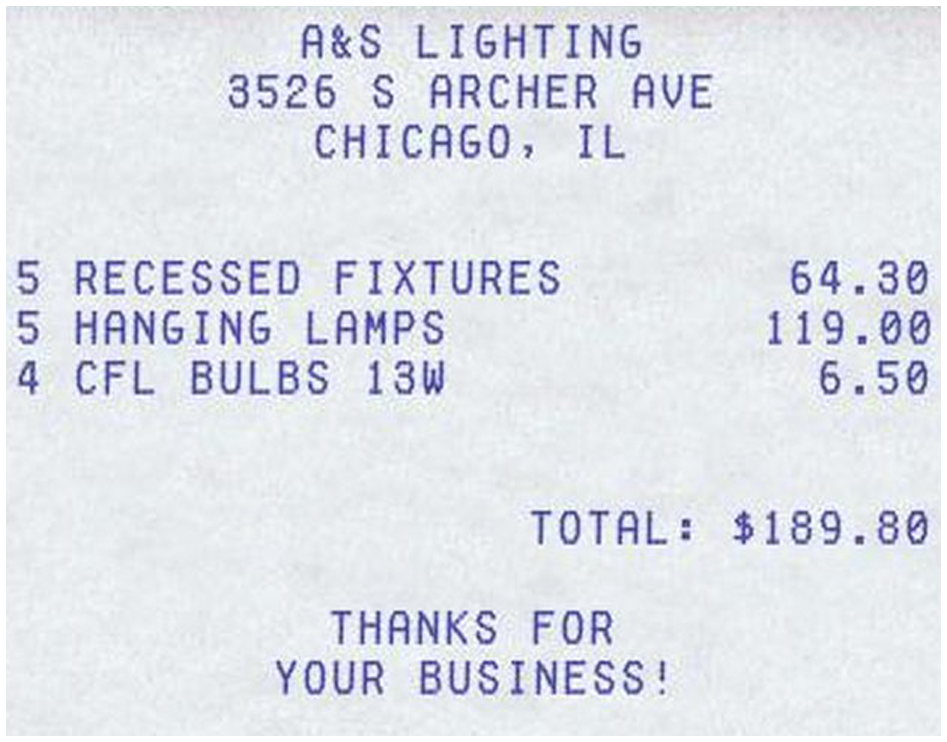 A&S LIGHTING
3526 S ARCHER AVE
CHICAGO, IL
5 RECESSED FIXTURES 64.30
5 HANGING LAMPS 119.00
4 CFL BULBS 13W 6.50
TOTAL: $189.80
THANKS FOR
YOUR BUSINESS!